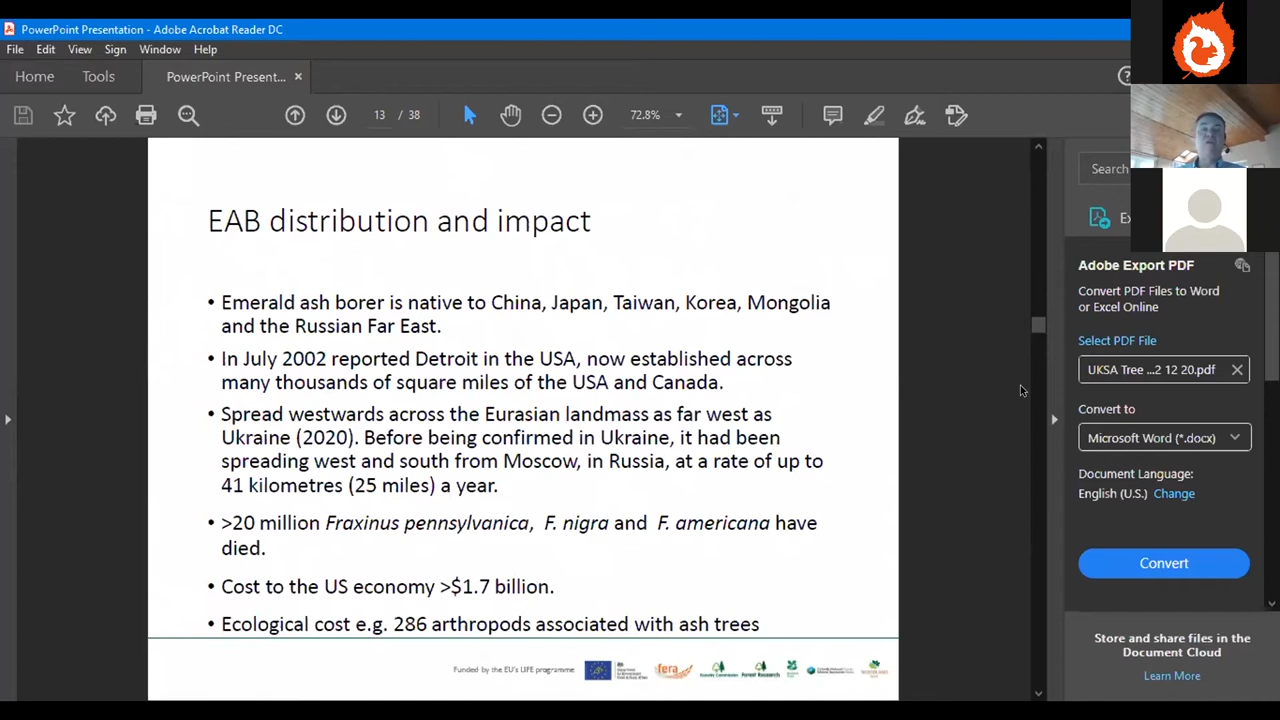 PowerPoint Presentation - Adobe Acrobat Reader DC
File Edit View Sign Window Help
Home Tools PowerPoint Present... ×
13 / 38 72.8%
EAB distribution and impact
• Emerald ash borer is native to China, Japan, Taiwan, Korea, Mongolia
and the Russian Far East.
• In July 2002 reported Detroit in the USA, now established across
many thousands of square miles of the USA and Canada.
• Spread westwards across the Eurasian landmass as far west as
Ukraine (2020). Before being confirmed in Ukraine, it had been
spreading west and south from Moscow, in Russia, at a rate of up to
41 kilometres (25 miles) a year.
• >20 million Fraxinus pennsylvanica, F. nigra and F. americana have
died.
• Cost to the US economy >$1.7 billion.
• Ecological cost e.g. 286 arthropods associated with ash trees
Funded by the EU's LIFE programme
fera
Forest Research
Search
Ex
Adobe Export PDF
Convert PDF Files to Word
or Excel Online
Select PDF File
UKSA Tree ...2 12 20.pdf
Convert to
Microsoft Word (*.docx)
Document Language:
English (U.S.) Change
Convert
Store and share files in the
Document Cloud
Learn More